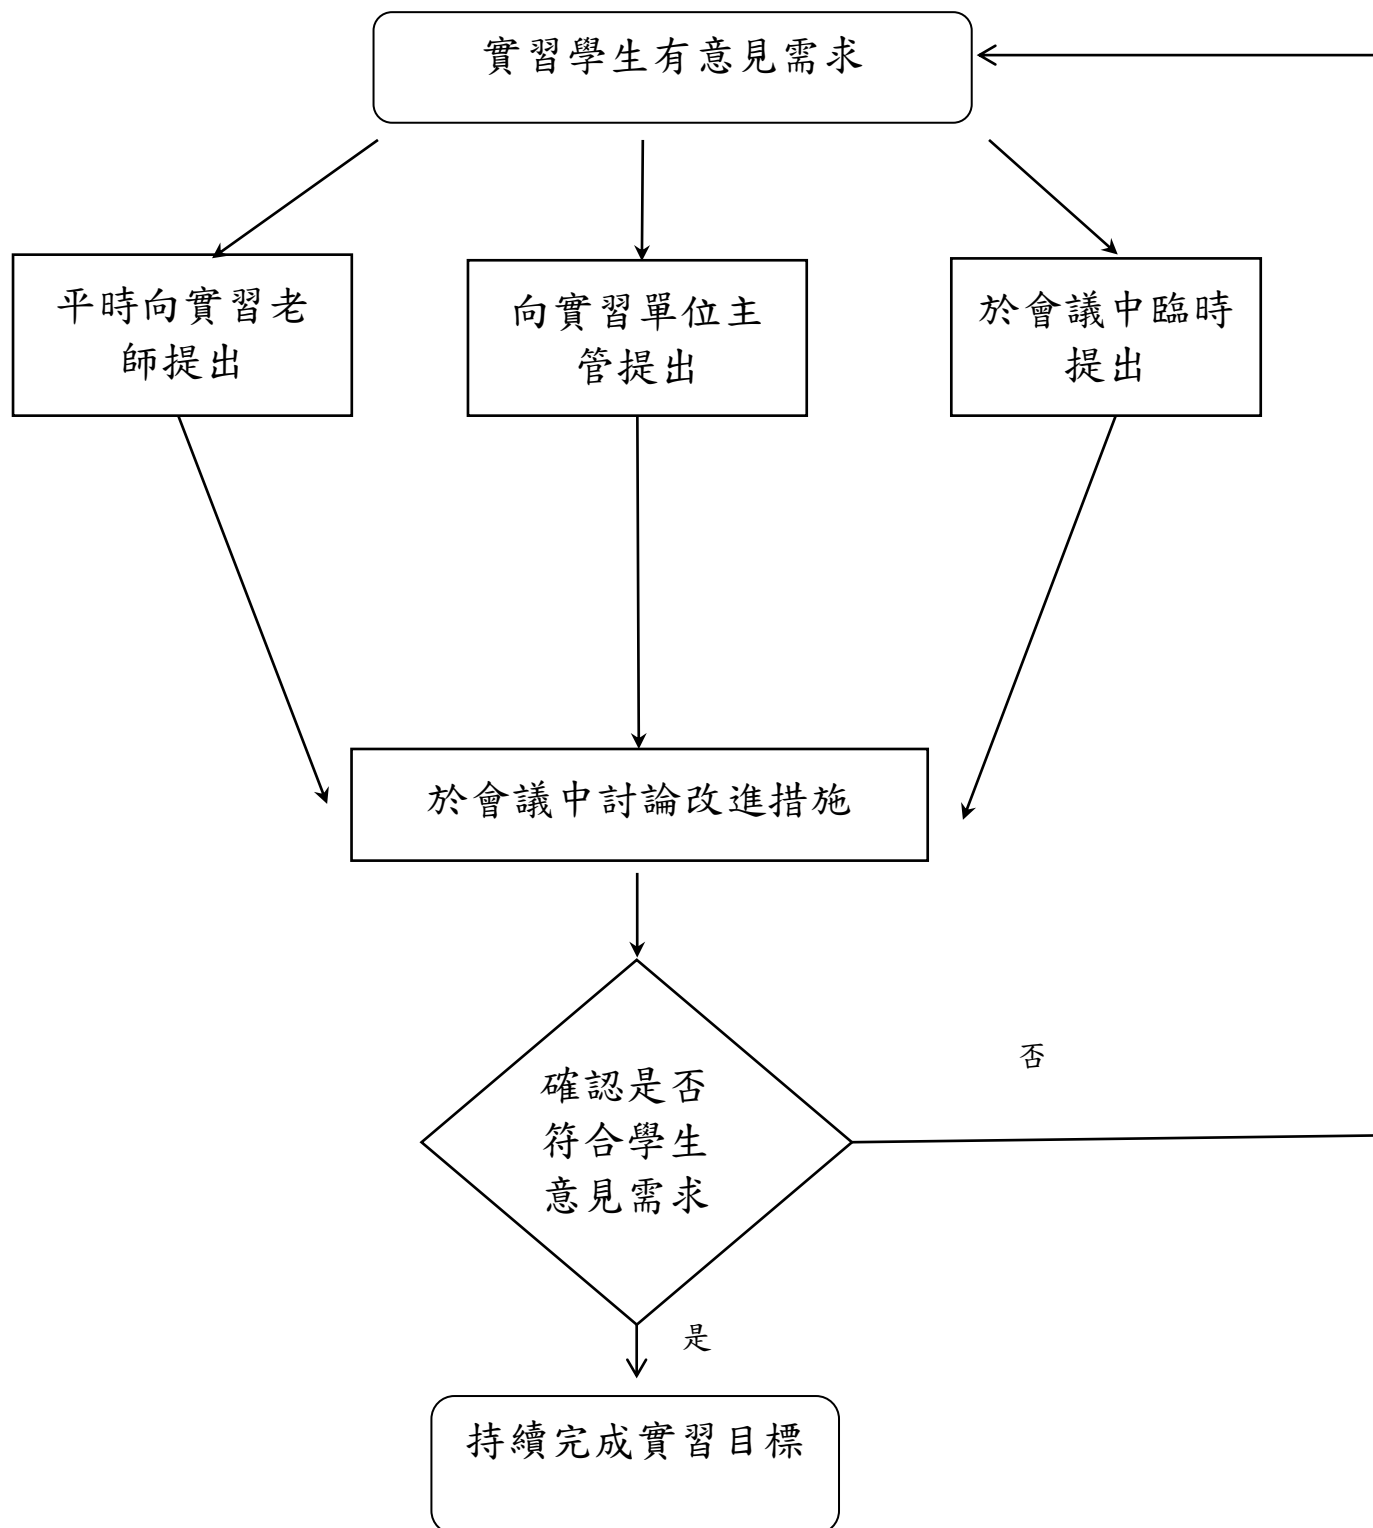 實習學生有意見需求
平時向實習老
師提出
向實習單位主
管提出
於會議中臨時
提出
於會議中討論改進措施
確認是否
符合學生
意見需求
否
是
持續完成實習目標